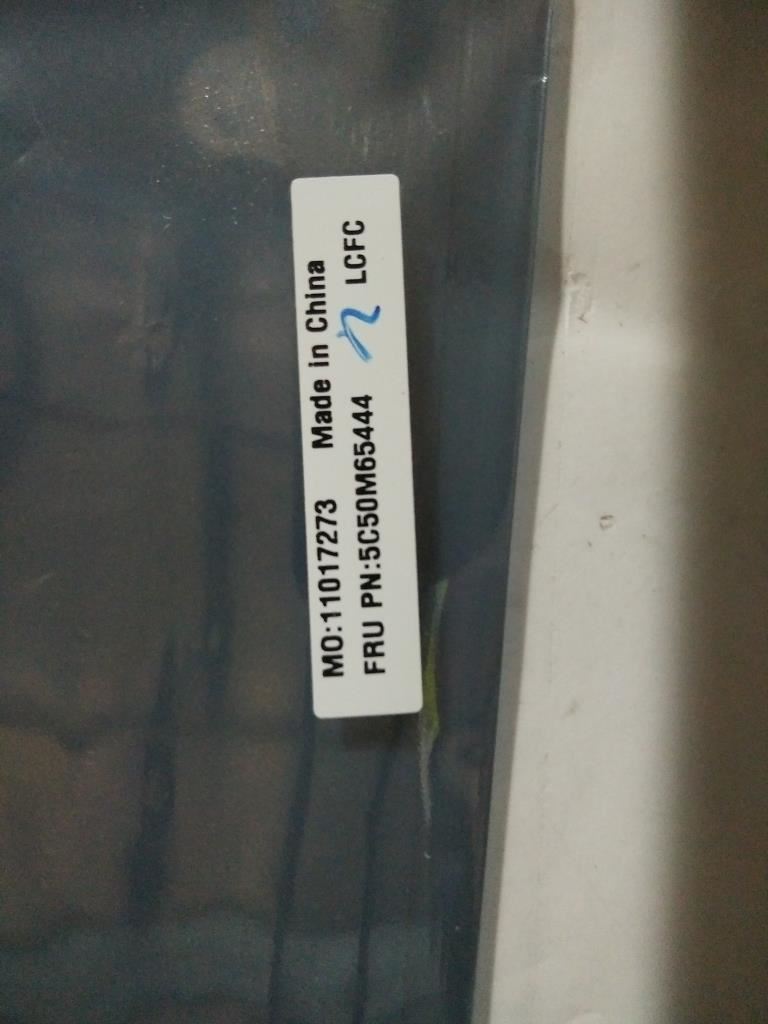 MO:11017273 Made in China
FRU PN:5C50M65444 LCFC